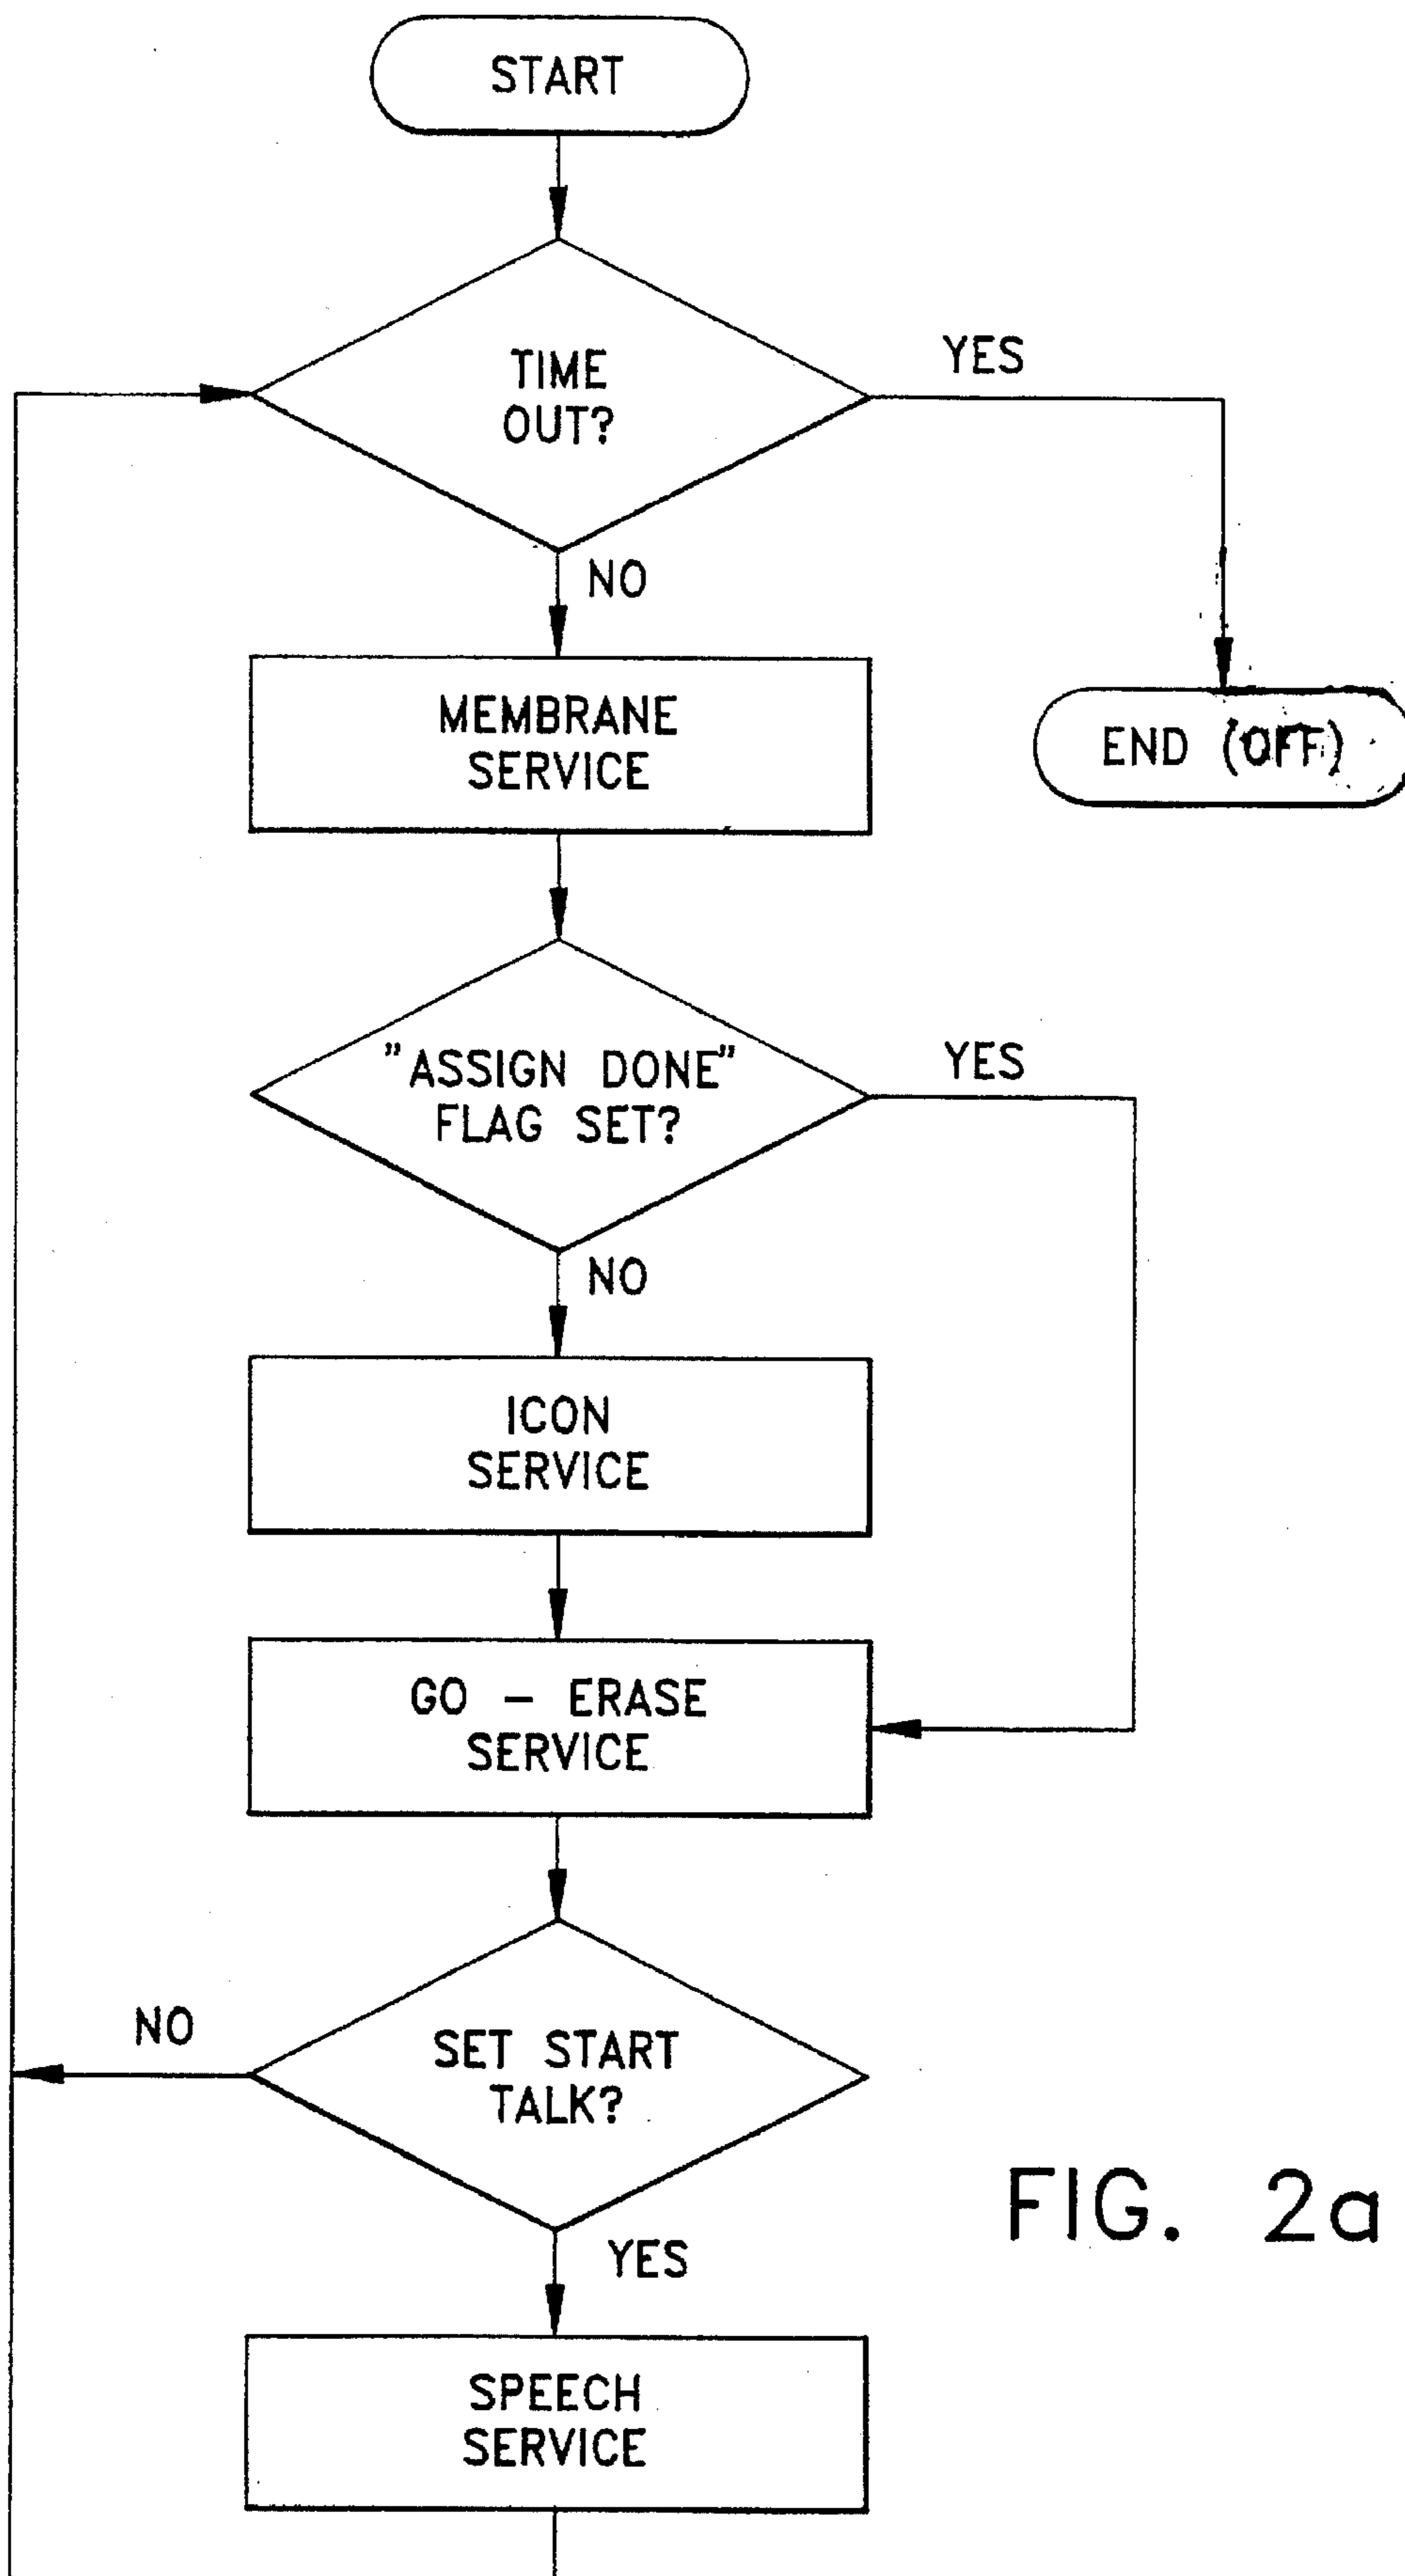 START
TIME
OUT?
YES
NO
MEMBRANE
SERVICE
END (OFF)
"ASSIGN DONE"
FLAG SET?
YES
NO
ICON
SERVICE
GO - ERASE
SERVICE
NO
SET START
TALK?
YES
FIG. 2a
SPEECH
SERVICE